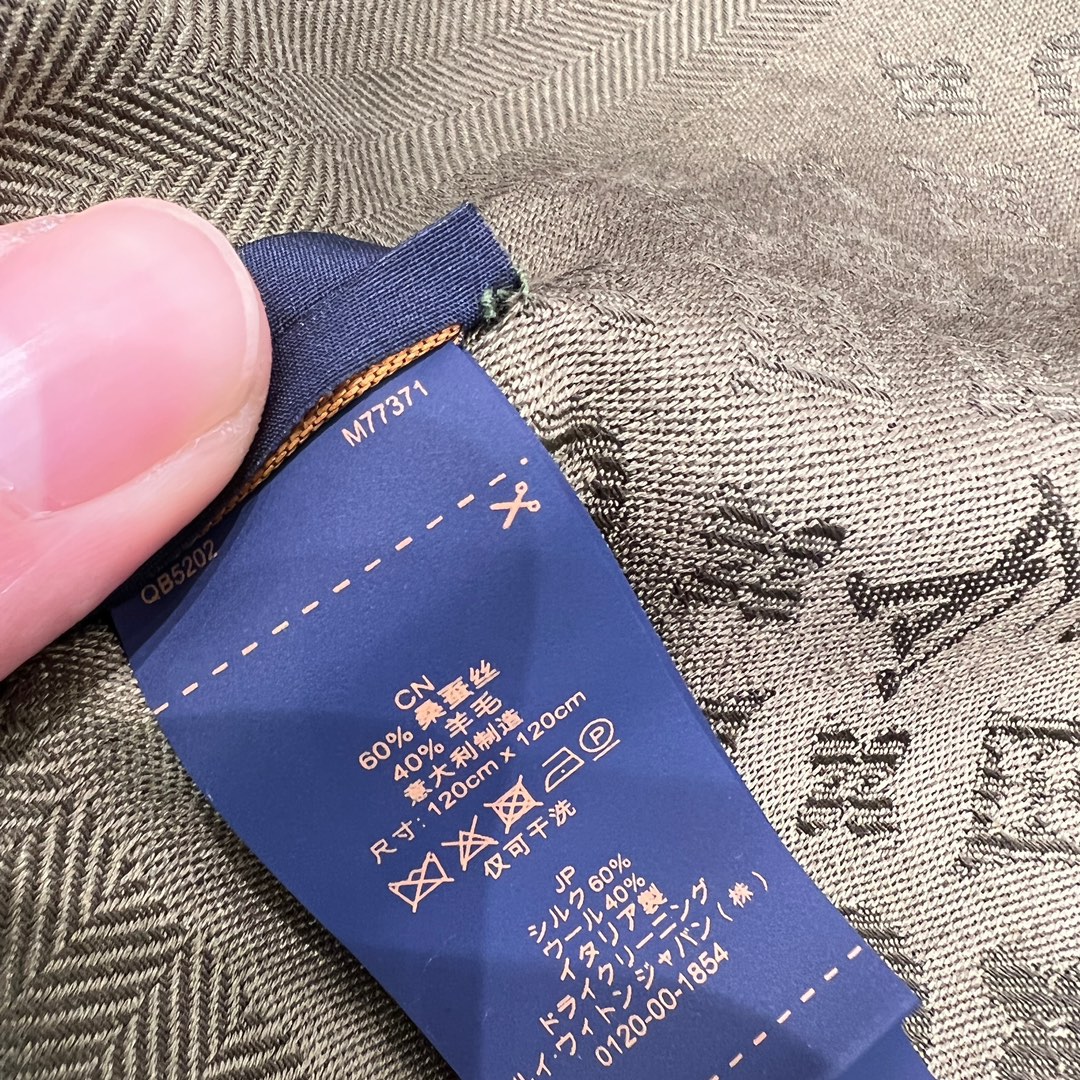 M77371
QB5202
CN
60% 桑蚕丝
40% 羊毛
意大利制造
尺寸: 120cm x 120cm
P
仅可干洗
JP
シルク 60%
ウール 40%
イタリア製
ドライクリーニング
ルイ·ヴィトンジャパン (株)
0120-00-1854